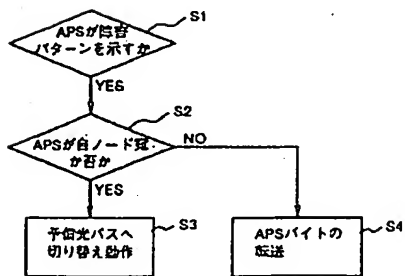 S1
APSが障害
パターンを示すか
YES
S2
APSが自ノード宛
か否か
NO
YES
予備光パスへ
切り替え動作
S3
APSバイトの
転送
S4